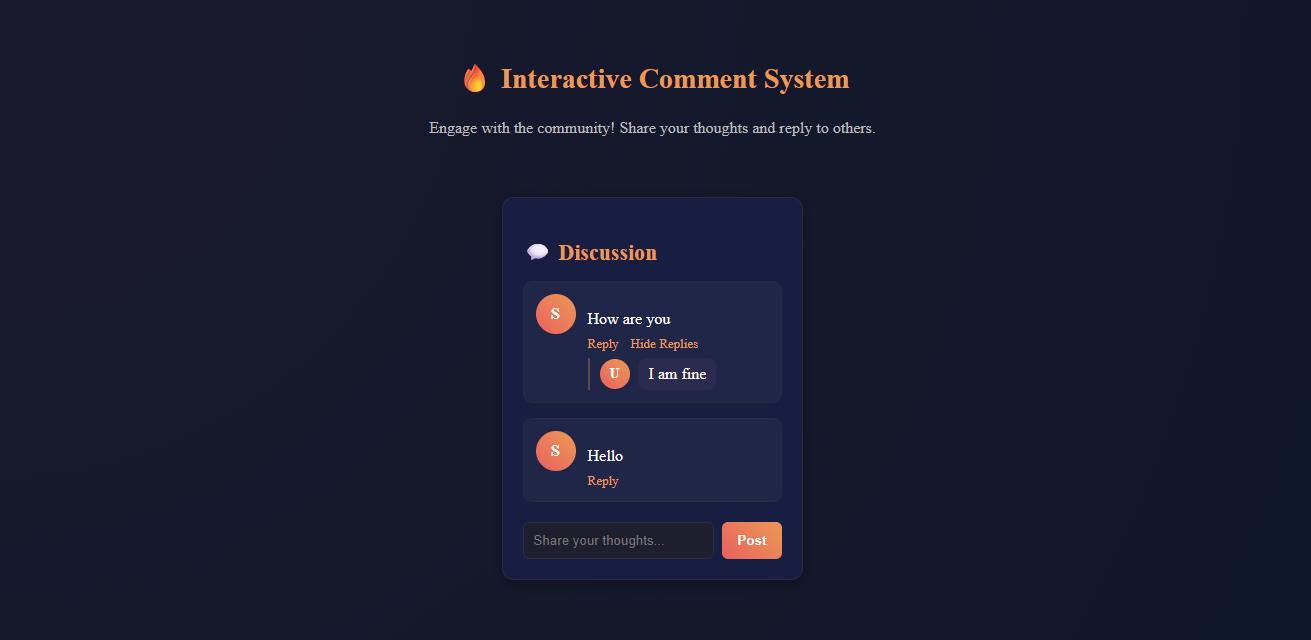 🔥 Interactive Comment System
Engage with the community! Share your thoughts and reply to others.
💬 Discussion
S
How are you
Reply Hide Replies
U I am fine
S
Hello
Reply
Share your thoughts... Post